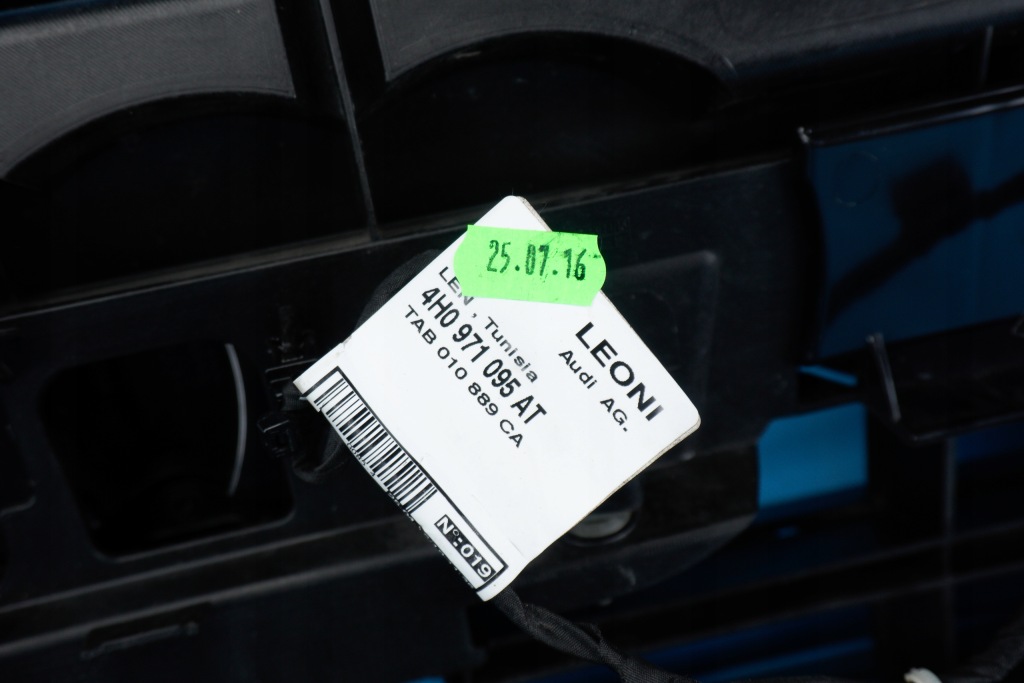 25.07.16
LEONI
Audi AG.
LEN , Tunisia
4H0 971 095 AT
TAB 010 889 CA
N°:019